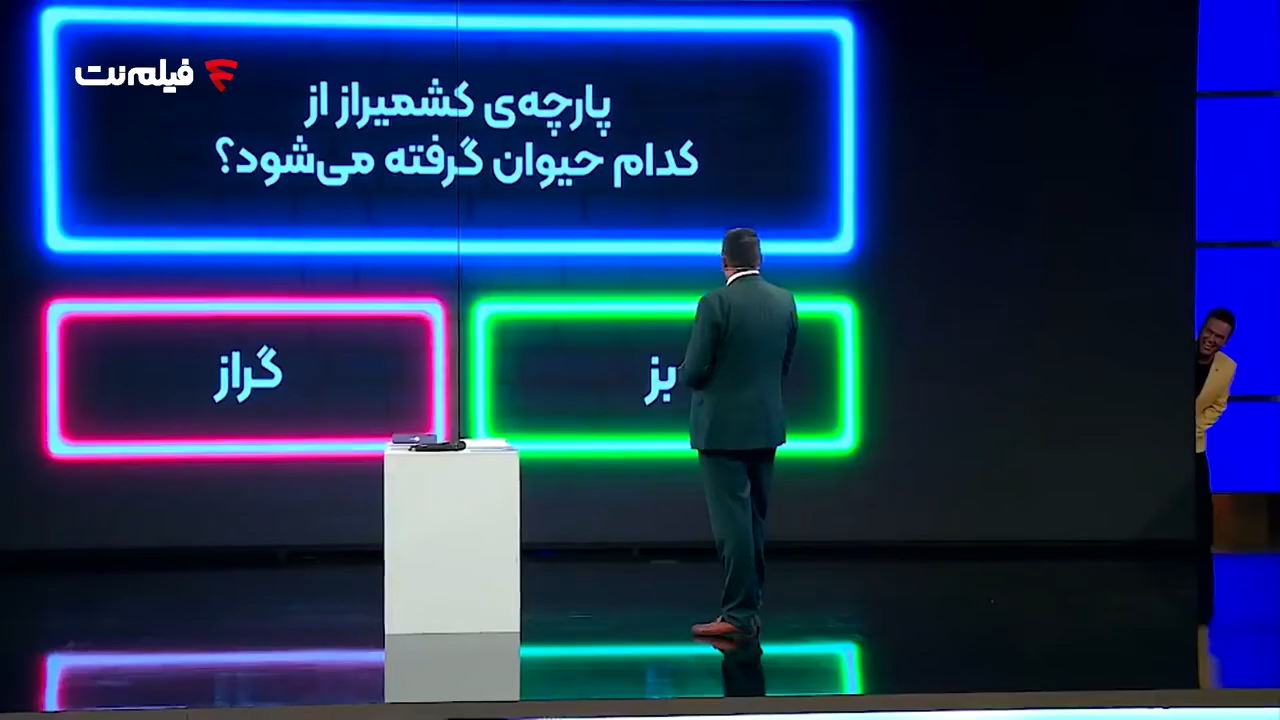 فیلم‌نت
پارچه‌ی کشمیراز از
کدام حیوان گرفته می‌شود؟
بز
گراز